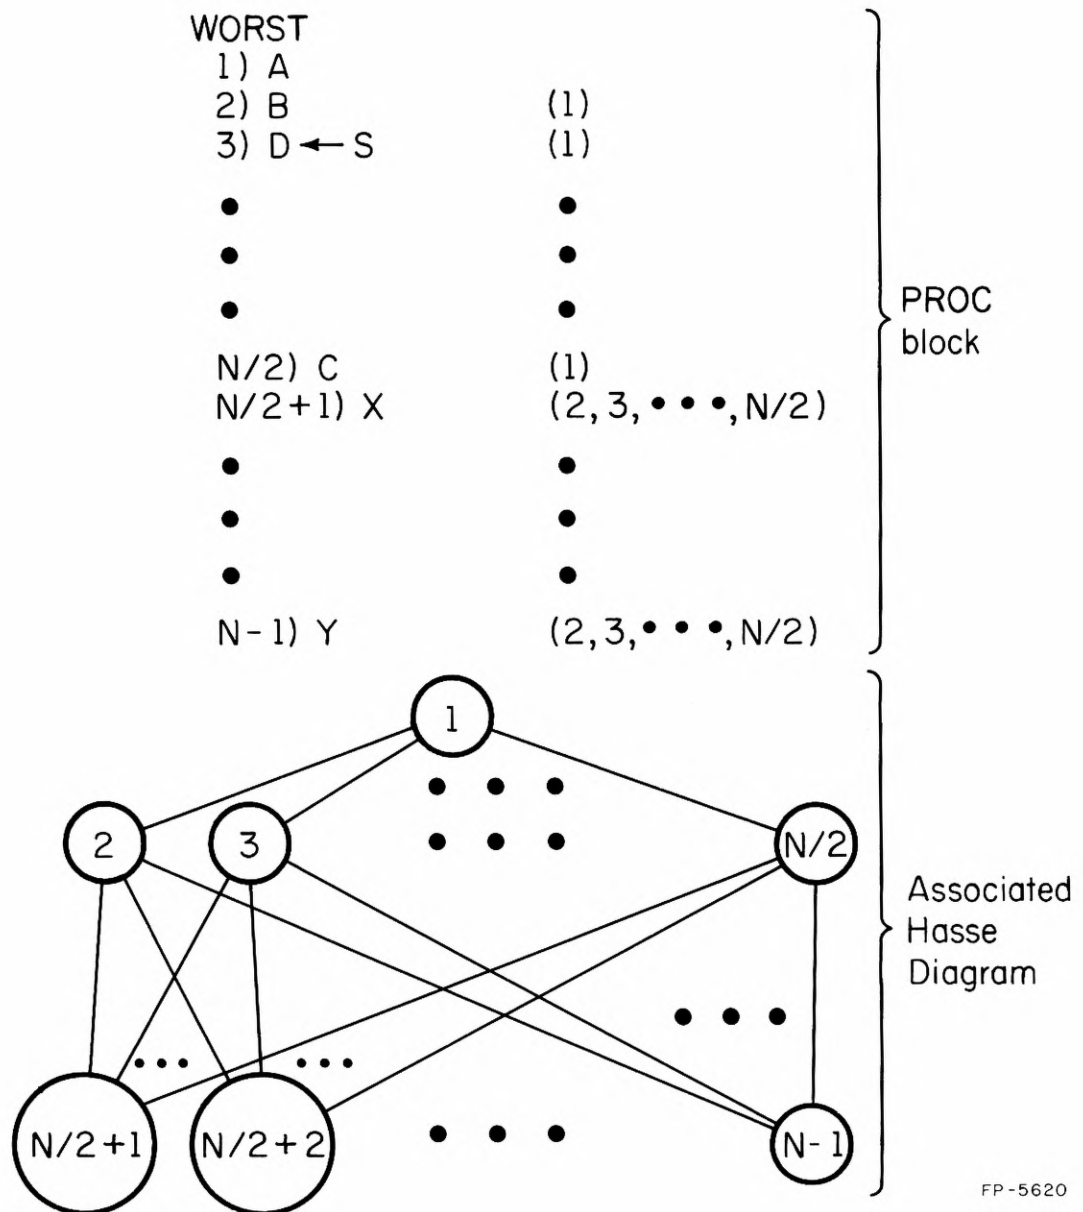 WORST
1) A
2) B (1)
3) D ← S (1)
• •
• •
• •
N/2) C (1)
N/2+1) X (2,3,•••,N/2)
• •
• •
• •
N-1) Y (2,3,•••,N/2)
PROC
block
1
• • •
2 3 • • • N/2
Associated
Hasse
Diagram
• • •
••• •••
N/2+1 N/2+2 • • • N-1
FP-5620